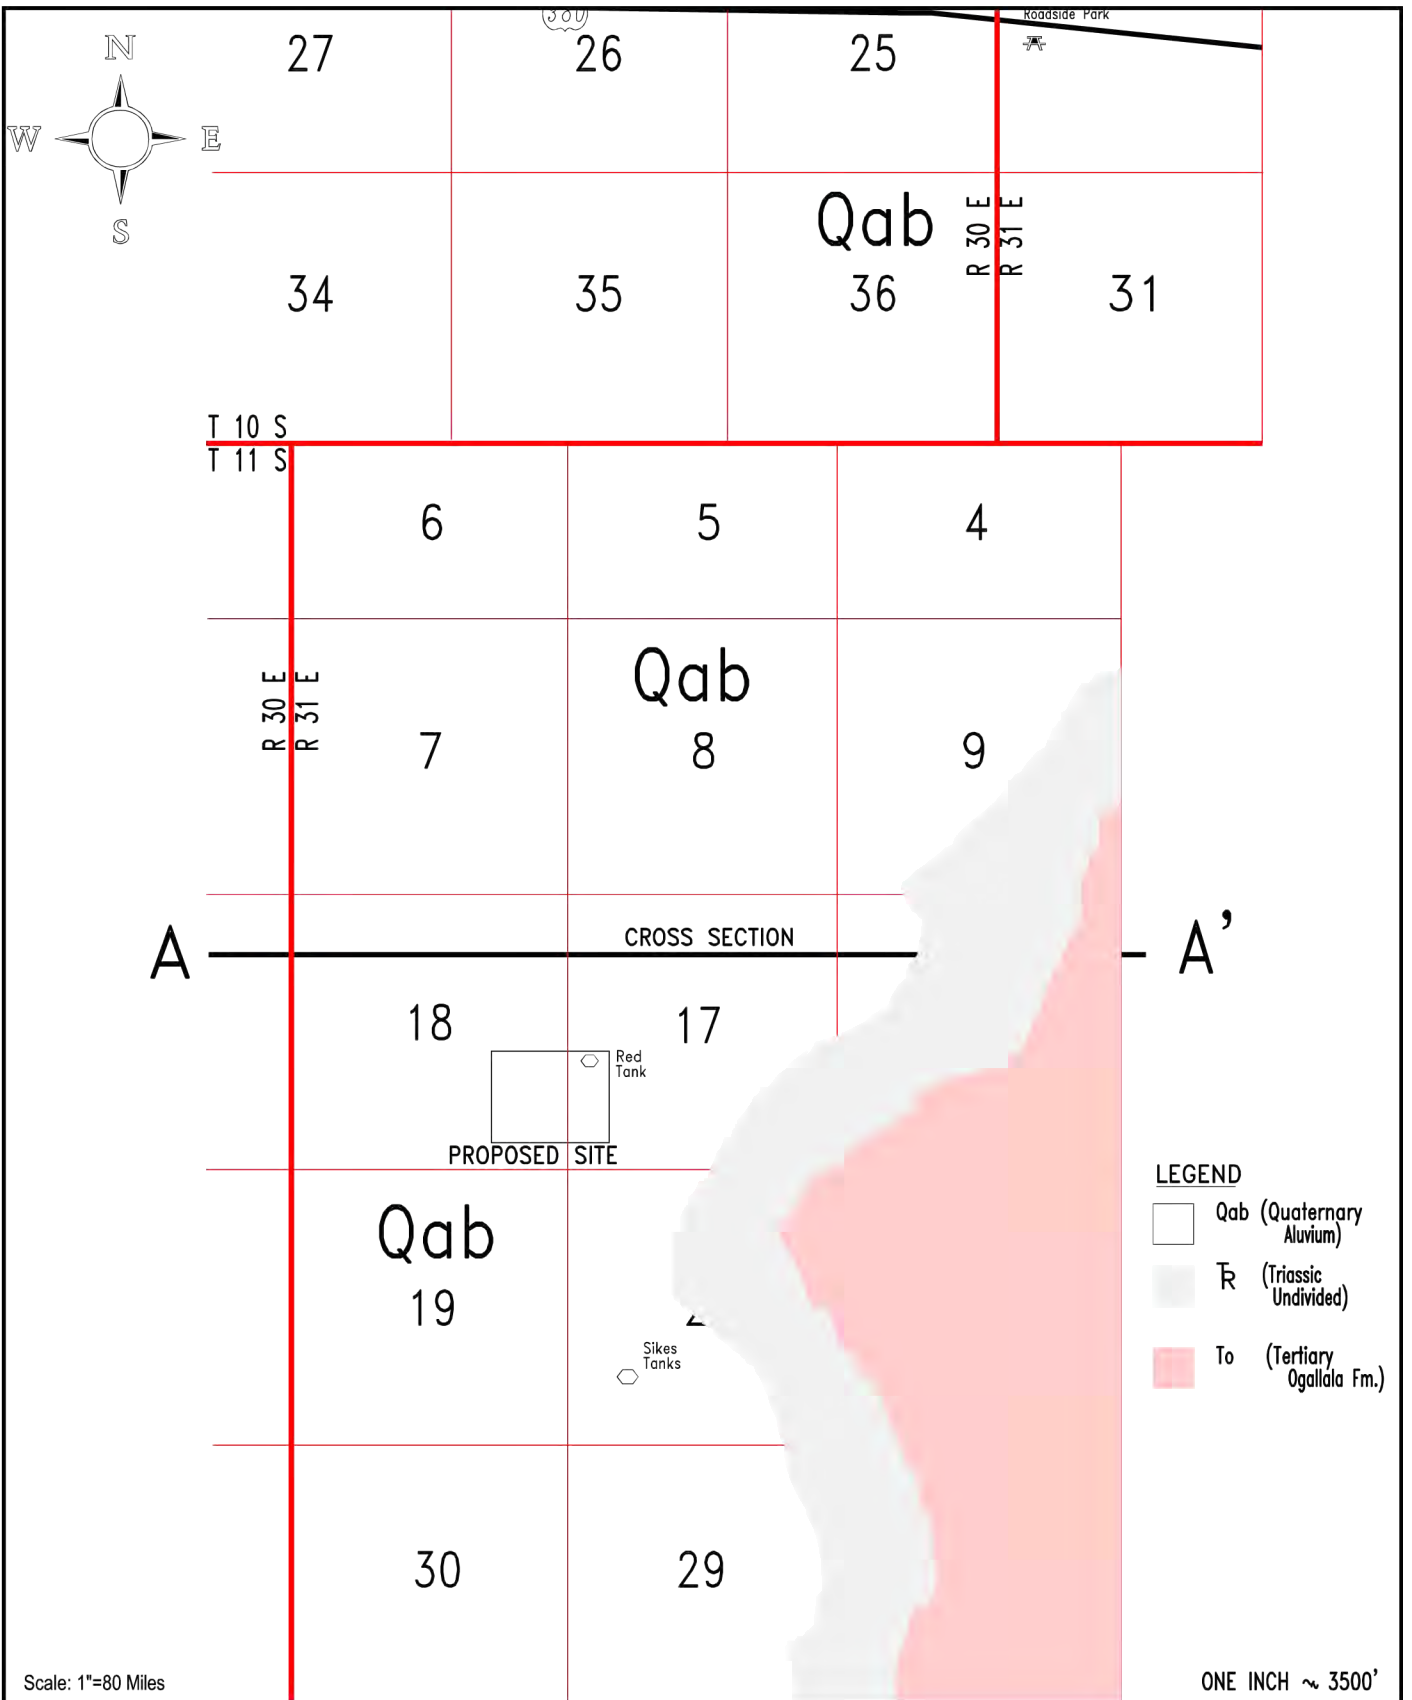 380
Roadside Park
27
26
25
N
W
E
S
Qab
R 30 E
R 31 E
34
35
36
31
T 10 S
T 11 S
6
5
4
R 30 E
R 31 E
Qab
7
8
9
A
CROSS SECTION
A'
18
17
Red
Tank
PROPOSED SITE
Qab
19
Sikes
Tanks
30
29
LEGEND
Qab (Quaternary
Aluvium)
TR (Triassic
Undivided)
To (Tertiary
Ogallala Fm.)
Scale: 1"=80 Miles
ONE INCH ~ 3500'